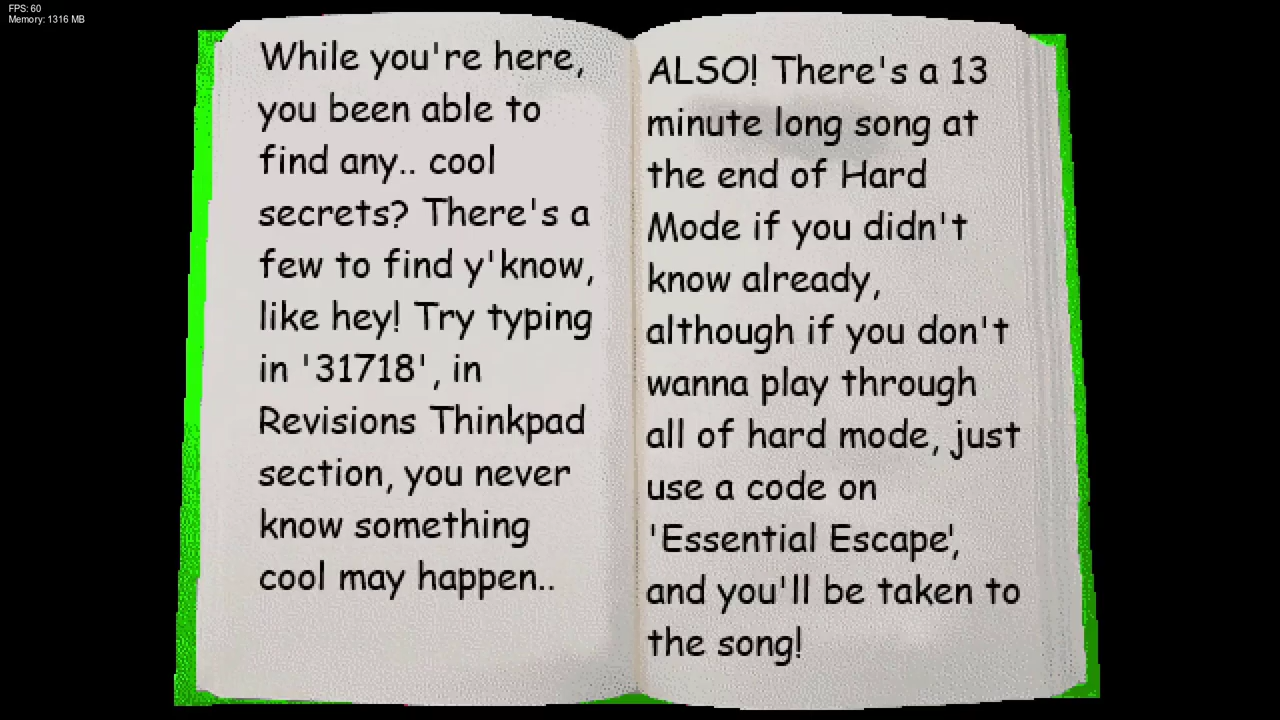 FPS: 60
Memory: 1316 MB
While you're here,
you been able to
find any.. cool
secrets? There's a
few to find y'know,
like hey! Try typing
in '31718', in
Revisions Thinkpad
section, you never
know something
cool may happen..
ALSO! There's a 13
minute long song at
the end of Hard
Mode if you didn't
know already,
although if you don't
wanna play through
all of hard mode, just
use a code on
'Essential Escape',
and you'll be taken to
the song!